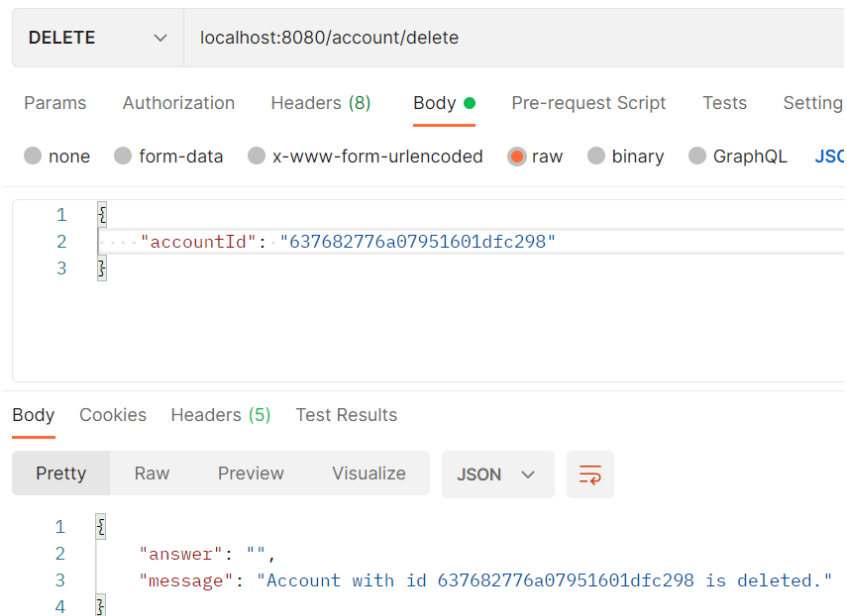 DELETE localhost:8080/account/delete
Params Authorization Headers (8) Body Pre-request Script Tests Setting
none form-data x-www-form-urlencoded raw binary GraphQL JSO
1 {
2 "accountId": "637682776a07951601dfc298"
3 }
Body Cookies Headers (5) Test Results
Pretty Raw Preview Visualize JSON
1 {
2 "answer": "",
3 "message": "Account with id 637682776a07951601dfc298 is deleted."
4 }